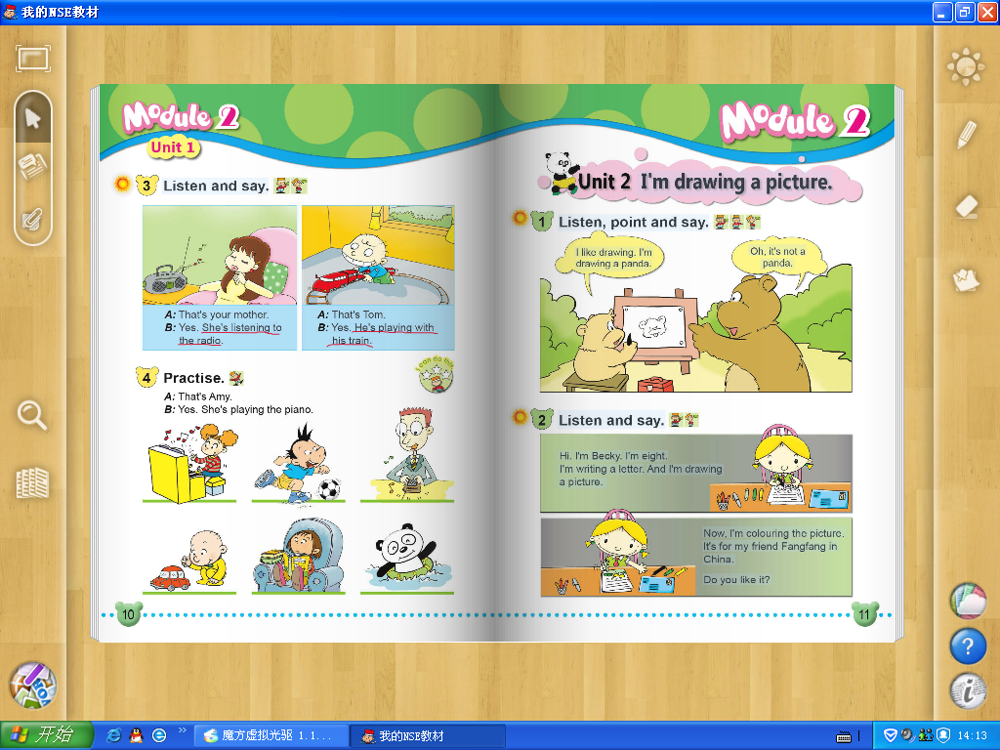 我的NSE教材
Module 2
Unit 1
3 Listen and say.
A: That's your mother.
B: Yes. She's listening to
the radio.
A: That's Tom.
B: Yes. He's playing with
his train.
4 Practise.
I can do this
A: That's Amy.
B: Yes. She's playing the piano.
10
Module 2
Unit 2 I'm drawing a picture.
1 Listen, point and say.
I like drawing. I'm
drawing a panda.
Oh, it's not a
panda.
2 Listen and say.
Hi. I'm Becky. I'm eight.
I'm writing a letter. And I'm drawing
a picture.
Now, I'm colouring the picture.
It's for my friend Fangfang in
China.
Do you like it?
11
开始
魔方虚拟光驱 1.1...
我的NSE教材
14:13